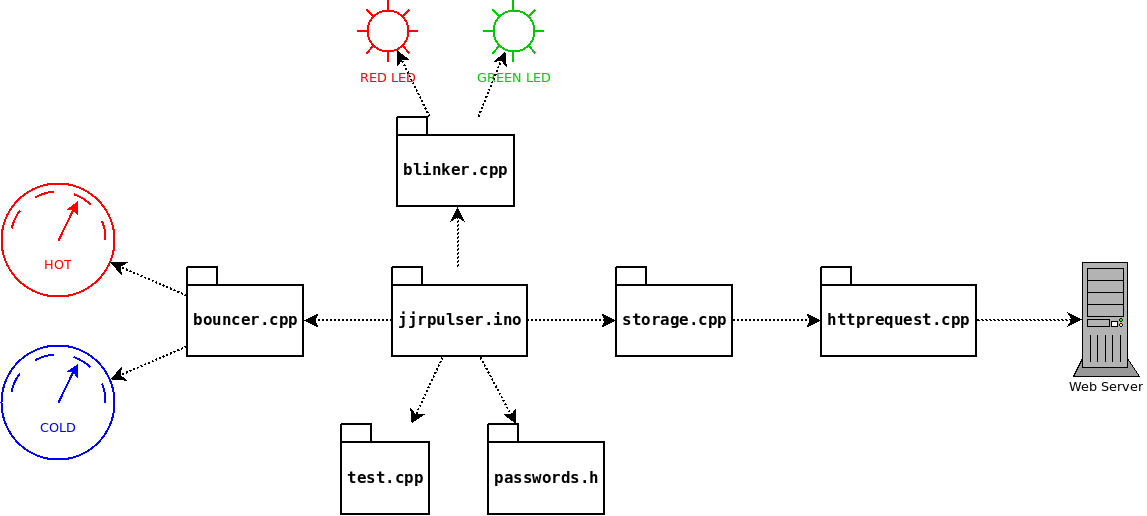 RED LED
GREEN LED
blinker.cpp
HOT
bouncer.cpp
jjrpulser.ino
storage.cpp
httprequest.cpp
Web Server
COLD
test.cpp
passwords.h